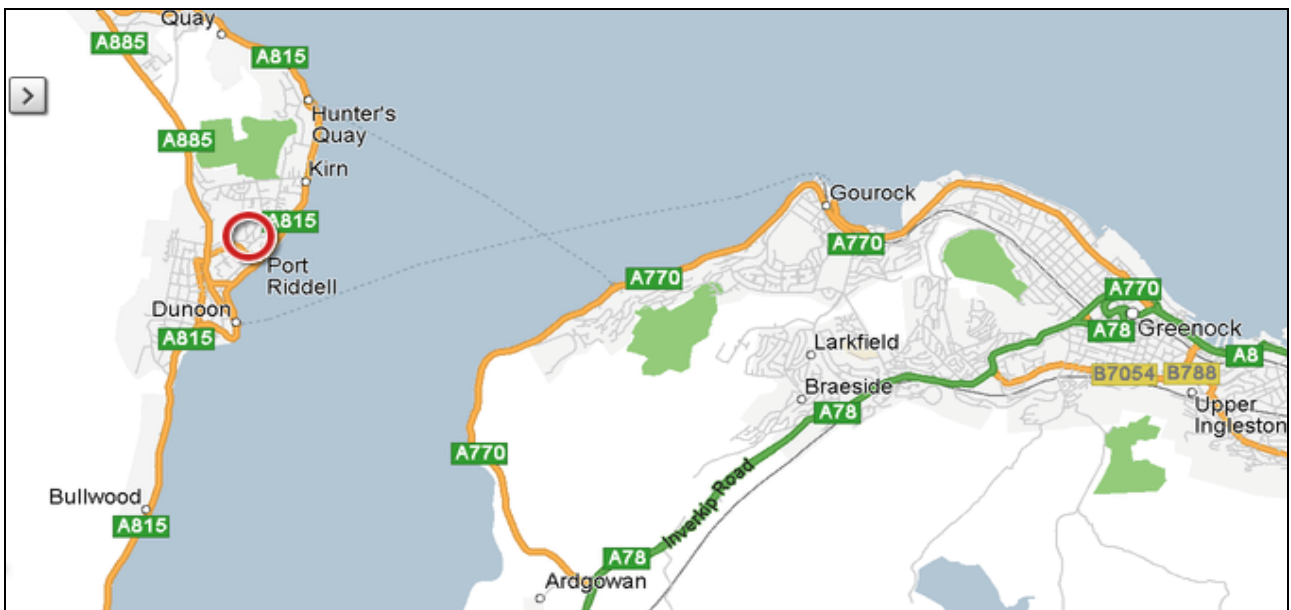 Quay
A885
A815
>
Hunter's
Quay
A885
Kirn
Gourock
A815
A770
Port
Riddell
A770
A770
Dunoon
A78
Greenock
A815
Larkfield
A8
B7054
B788
Braeside
A78
Upper
Ingleston
A770
Inverkip Road
Bullwood
A815
A78
Ardgowan